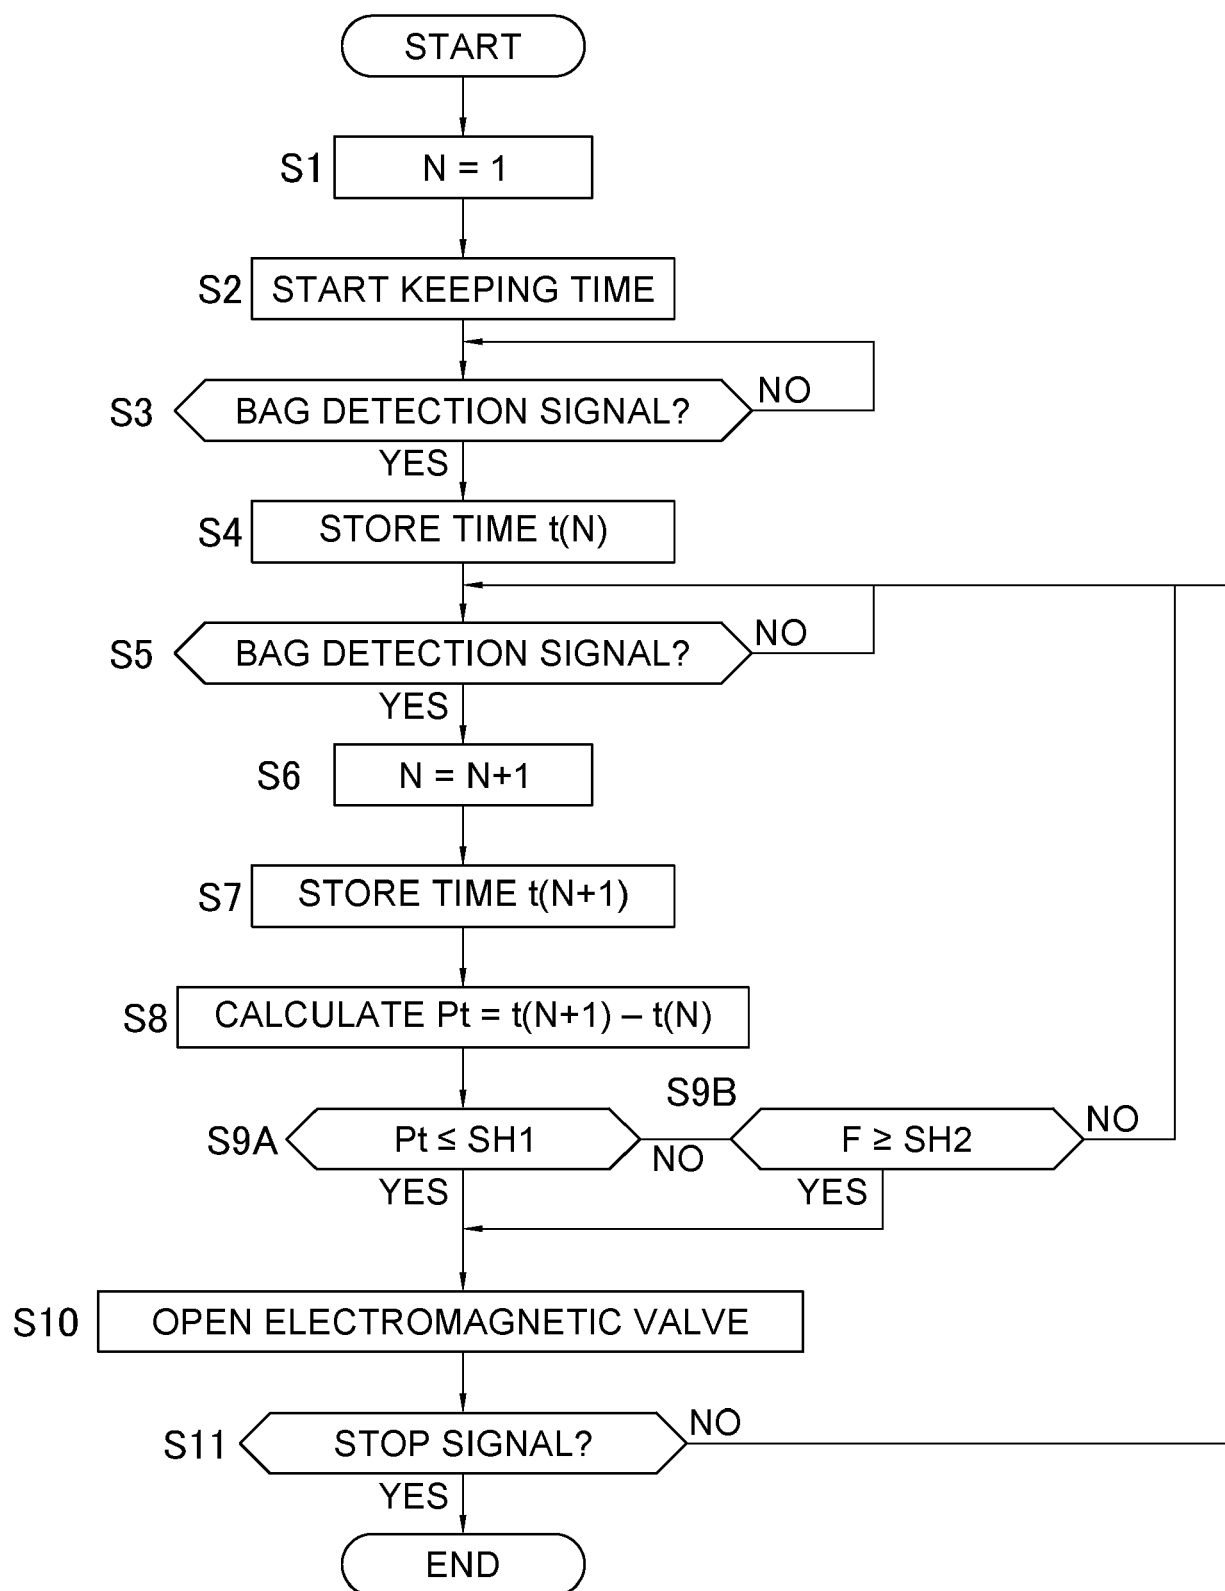 START
S1
N = 1
S2
START KEEPING TIME
S3
BAG DETECTION SIGNAL?
NO
YES
S4
STORE TIME t(N)
S5
BAG DETECTION SIGNAL?
NO
YES
S6
N = N+1
S7
STORE TIME t(N+1)
S8
CALCULATE Pt = t(N+1) – t(N)
S9A
Pt ≤ SH1
NO
YES
S9B
F ≥ SH2
NO
YES
S10
OPEN ELECTROMAGNETIC VALVE
S11
STOP SIGNAL?
NO
YES
END